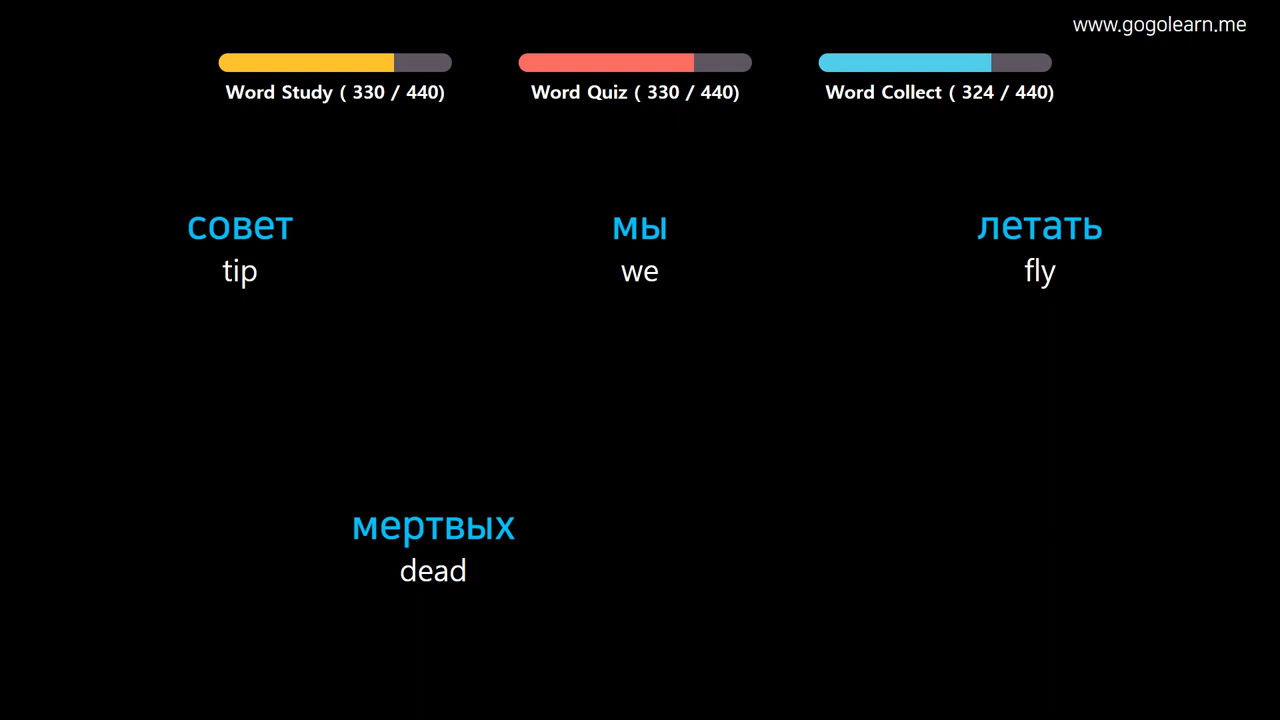 www.gogolearn.me
Word Study ( 330 / 440)
Word Quiz ( 330 / 440)
Word Collect ( 324 / 440)
совет
tip
мы
we
летать
fly
мертвых
dead